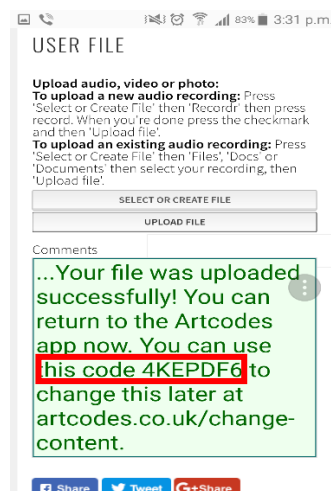 83% 3:31 p.m.
USER FILE
Upload audio, video or photo:
To upload a new audio recording: Press
'Select or Create File' then 'Recordr' then press
record. When you're done press the checkmark
and then 'Upload file'.
To upload an existing audio recording: Press
'Select or Create File' then 'Files', 'Docs' or
'Documents' then select your recording, then
'Upload file'.
SELECT OR CREATE FILE
UPLOAD FILE
Comments
...Your file was uploaded
successfully! You can
return to the Artcodes
app now. You can use
this code 4KEPDF6 to
change this later at
artcodes.co.uk/change-
content.
Share Tweet G+Share